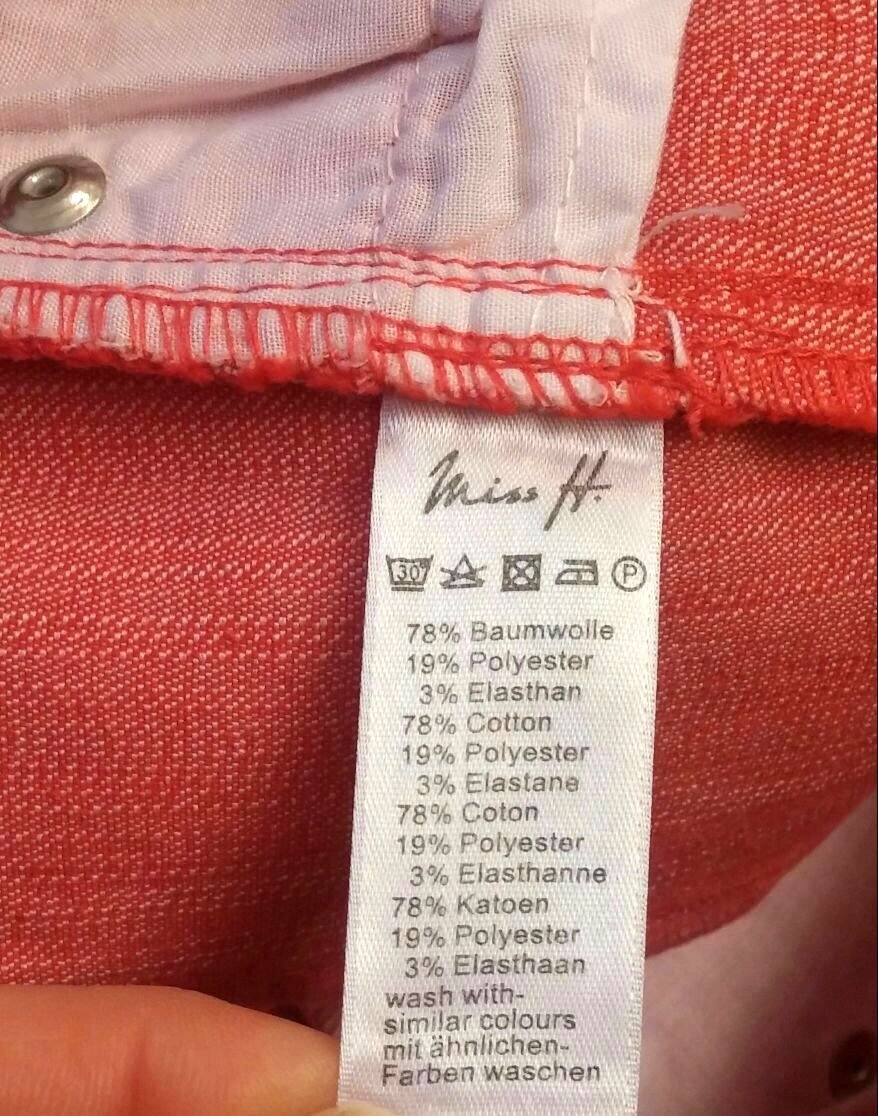 Miss H.
30 P
78% Baumwolle
19% Polyester
3% Elasthan
78% Cotton
19% Polyester
3% Elastane
78% Coton
19% Polyester
3% Elasthanne
78% Katoen
19% Polyester
3% Elasthaan
wash with-
similar colours
mit ähnlichen-
Farben waschen